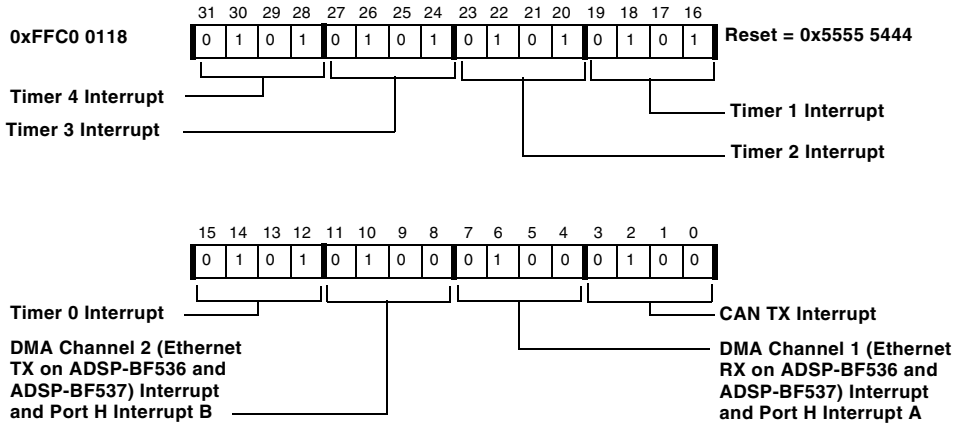 31 30 29 28 27 26 25 24 23 22 21 20 19 18 17 16
0xFFC0 0118
0 1 0 1 0 1 0 1 0 1 0 1 0 1 0 1
Reset = 0x5555 5444
Timer 4 Interrupt
Timer 3 Interrupt
Timer 1 Interrupt
Timer 2 Interrupt
15 14 13 12 11 10 9 8 7 6 5 4 3 2 1 0
0 1 0 1 0 1 0 0 0 1 0 0 0 1 0 0
Timer 0 Interrupt
CAN TX Interrupt
DMA Channel 2 (Ethernet
TX on ADSP-BF536 and
ADSP-BF537) Interrupt
and Port H Interrupt B
DMA Channel 1 (Ethernet
RX on ADSP-BF536 and
ADSP-BF537) Interrupt
and Port H Interrupt A